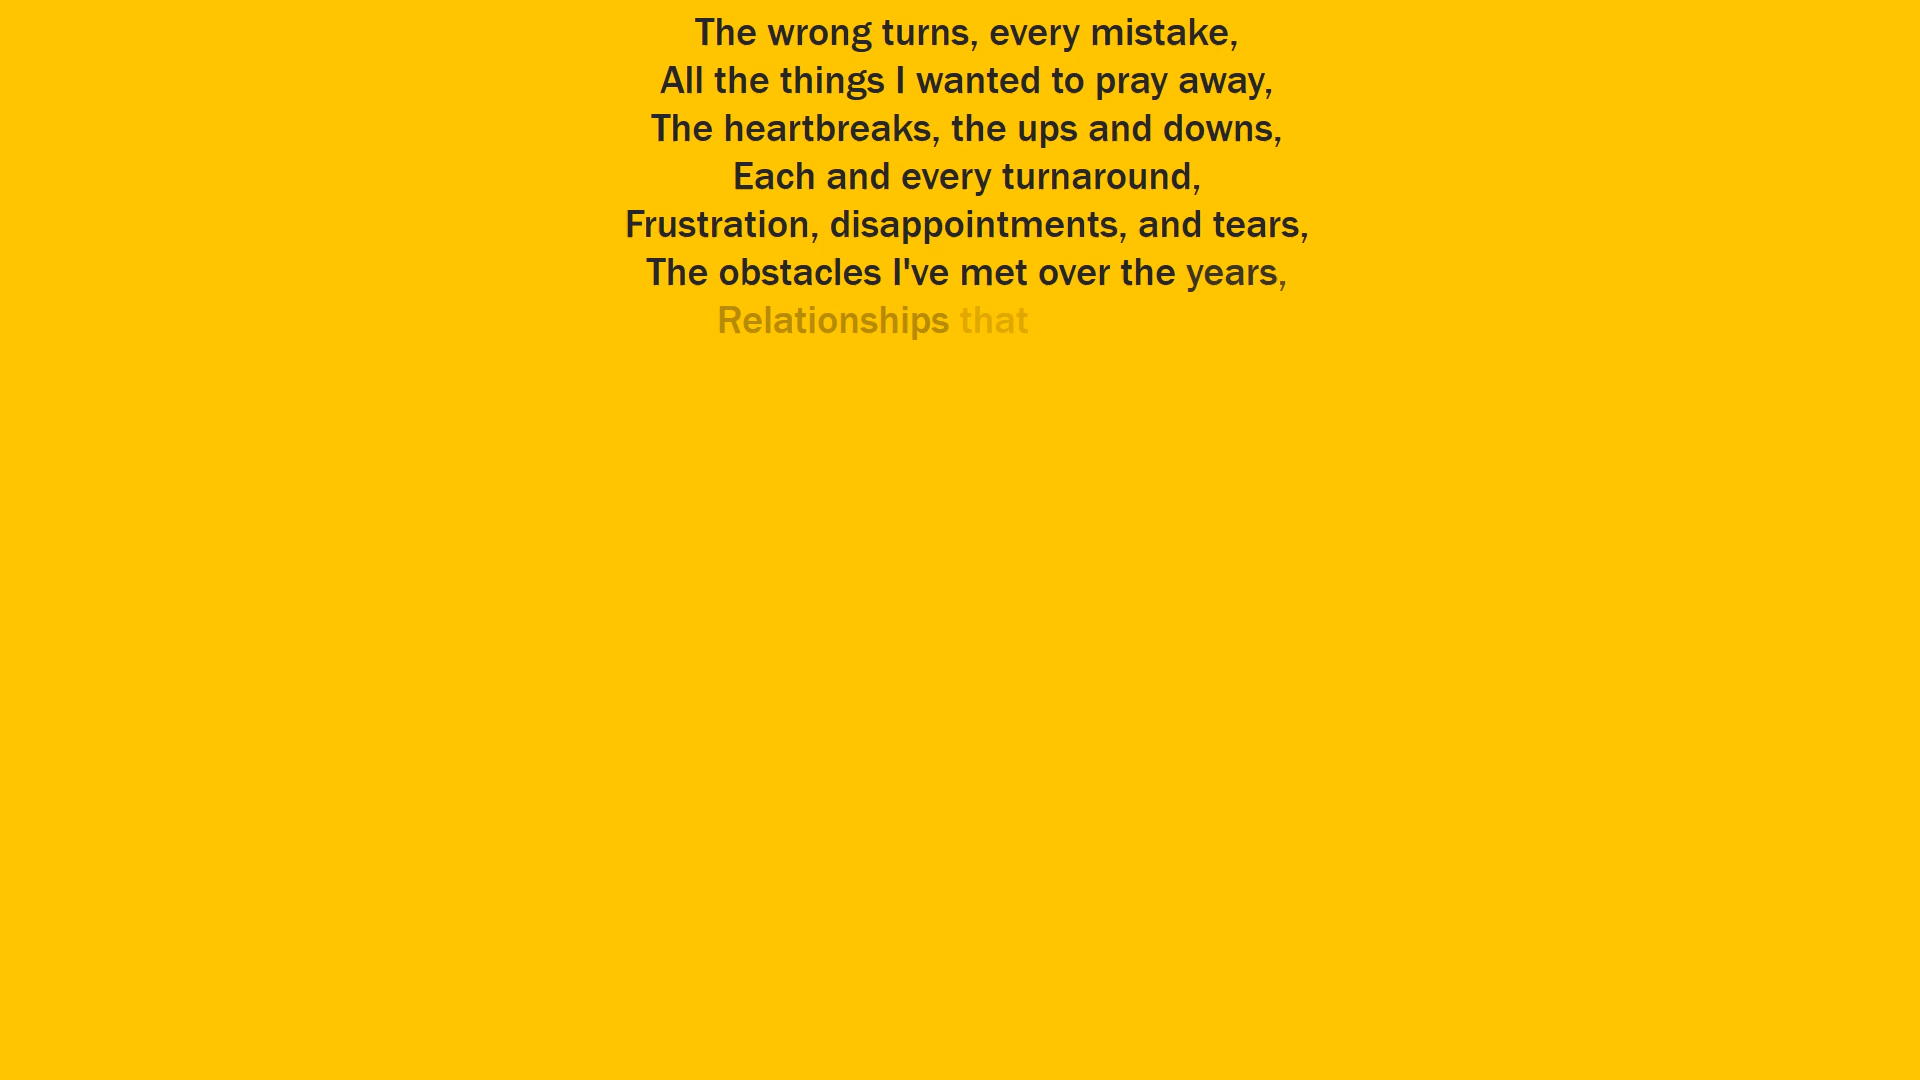 The wrong turns, every mistake,
All the things I wanted to pray away,
The heartbreaks, the ups and downs,
Each and every turnaround,
Frustration, disappointments, and tears,
The obstacles I've met over the years,
Relationships that